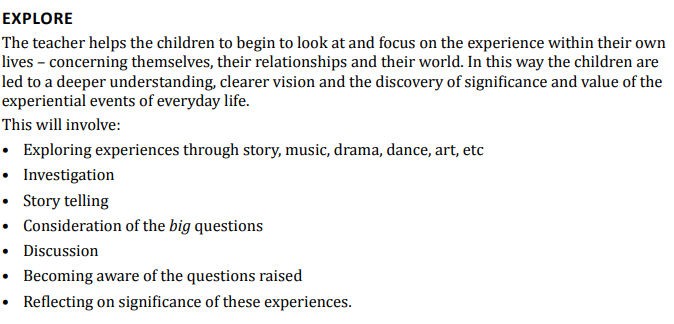 EXPLORE
The teacher helps the children to begin to look at and focus on the experience within their own
lives – concerning themselves, their relationships and their world. In this way the children are
led to a deeper understanding, clearer vision and the discovery of significance and value of the
experiential events of everyday life.
This will involve:
• Exploring experiences through story, music, drama, dance, art, etc
• Investigation
• Story telling
• Consideration of the big questions
• Discussion
• Becoming aware of the questions raised
• Reflecting on significance of these experiences.